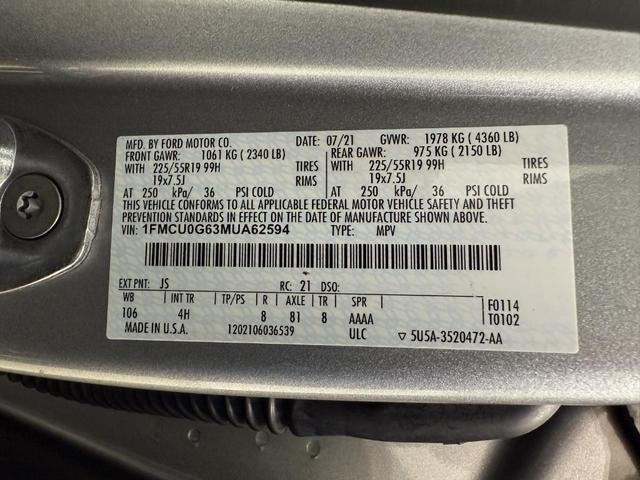 MFD. BY FORD MOTOR CO. DATE: 07/21 GVWR: 1978 KG (4360 LB)
FRONT GAWR: 1061 KG (2340 LB) REAR GAWR: 975 KG (2150 LB)
WITH 225/55R19 99H TIRES WITH 225/55R19 99H TIRES
19x7.5J RIMS 19x7.5J RIMS
AT 250 kPa/ 36 PSI COLD AT 250 kPa/ 36 PSI COLD
THIS VEHICLE CONFORMS TO ALL APPLICABLE FEDERAL MOTOR VEHICLE SAFETY AND THEFT
PREVENTION STANDARDS IN EFFECT ON THE DATE OF MANUFACTURE SHOWN ABOVE.
VIN: 1FMCU0G63MUA62594 TYPE: MPV
EXT PNT: JS RC: 21 DSO:
WB INT TR TP/PS R AXLE TR SPR F0114
106 4H 8 81 8 AAAA T0102
MADE IN U.S.A. 1202106036539 ULC ▽ 5U5A-3520472-AA